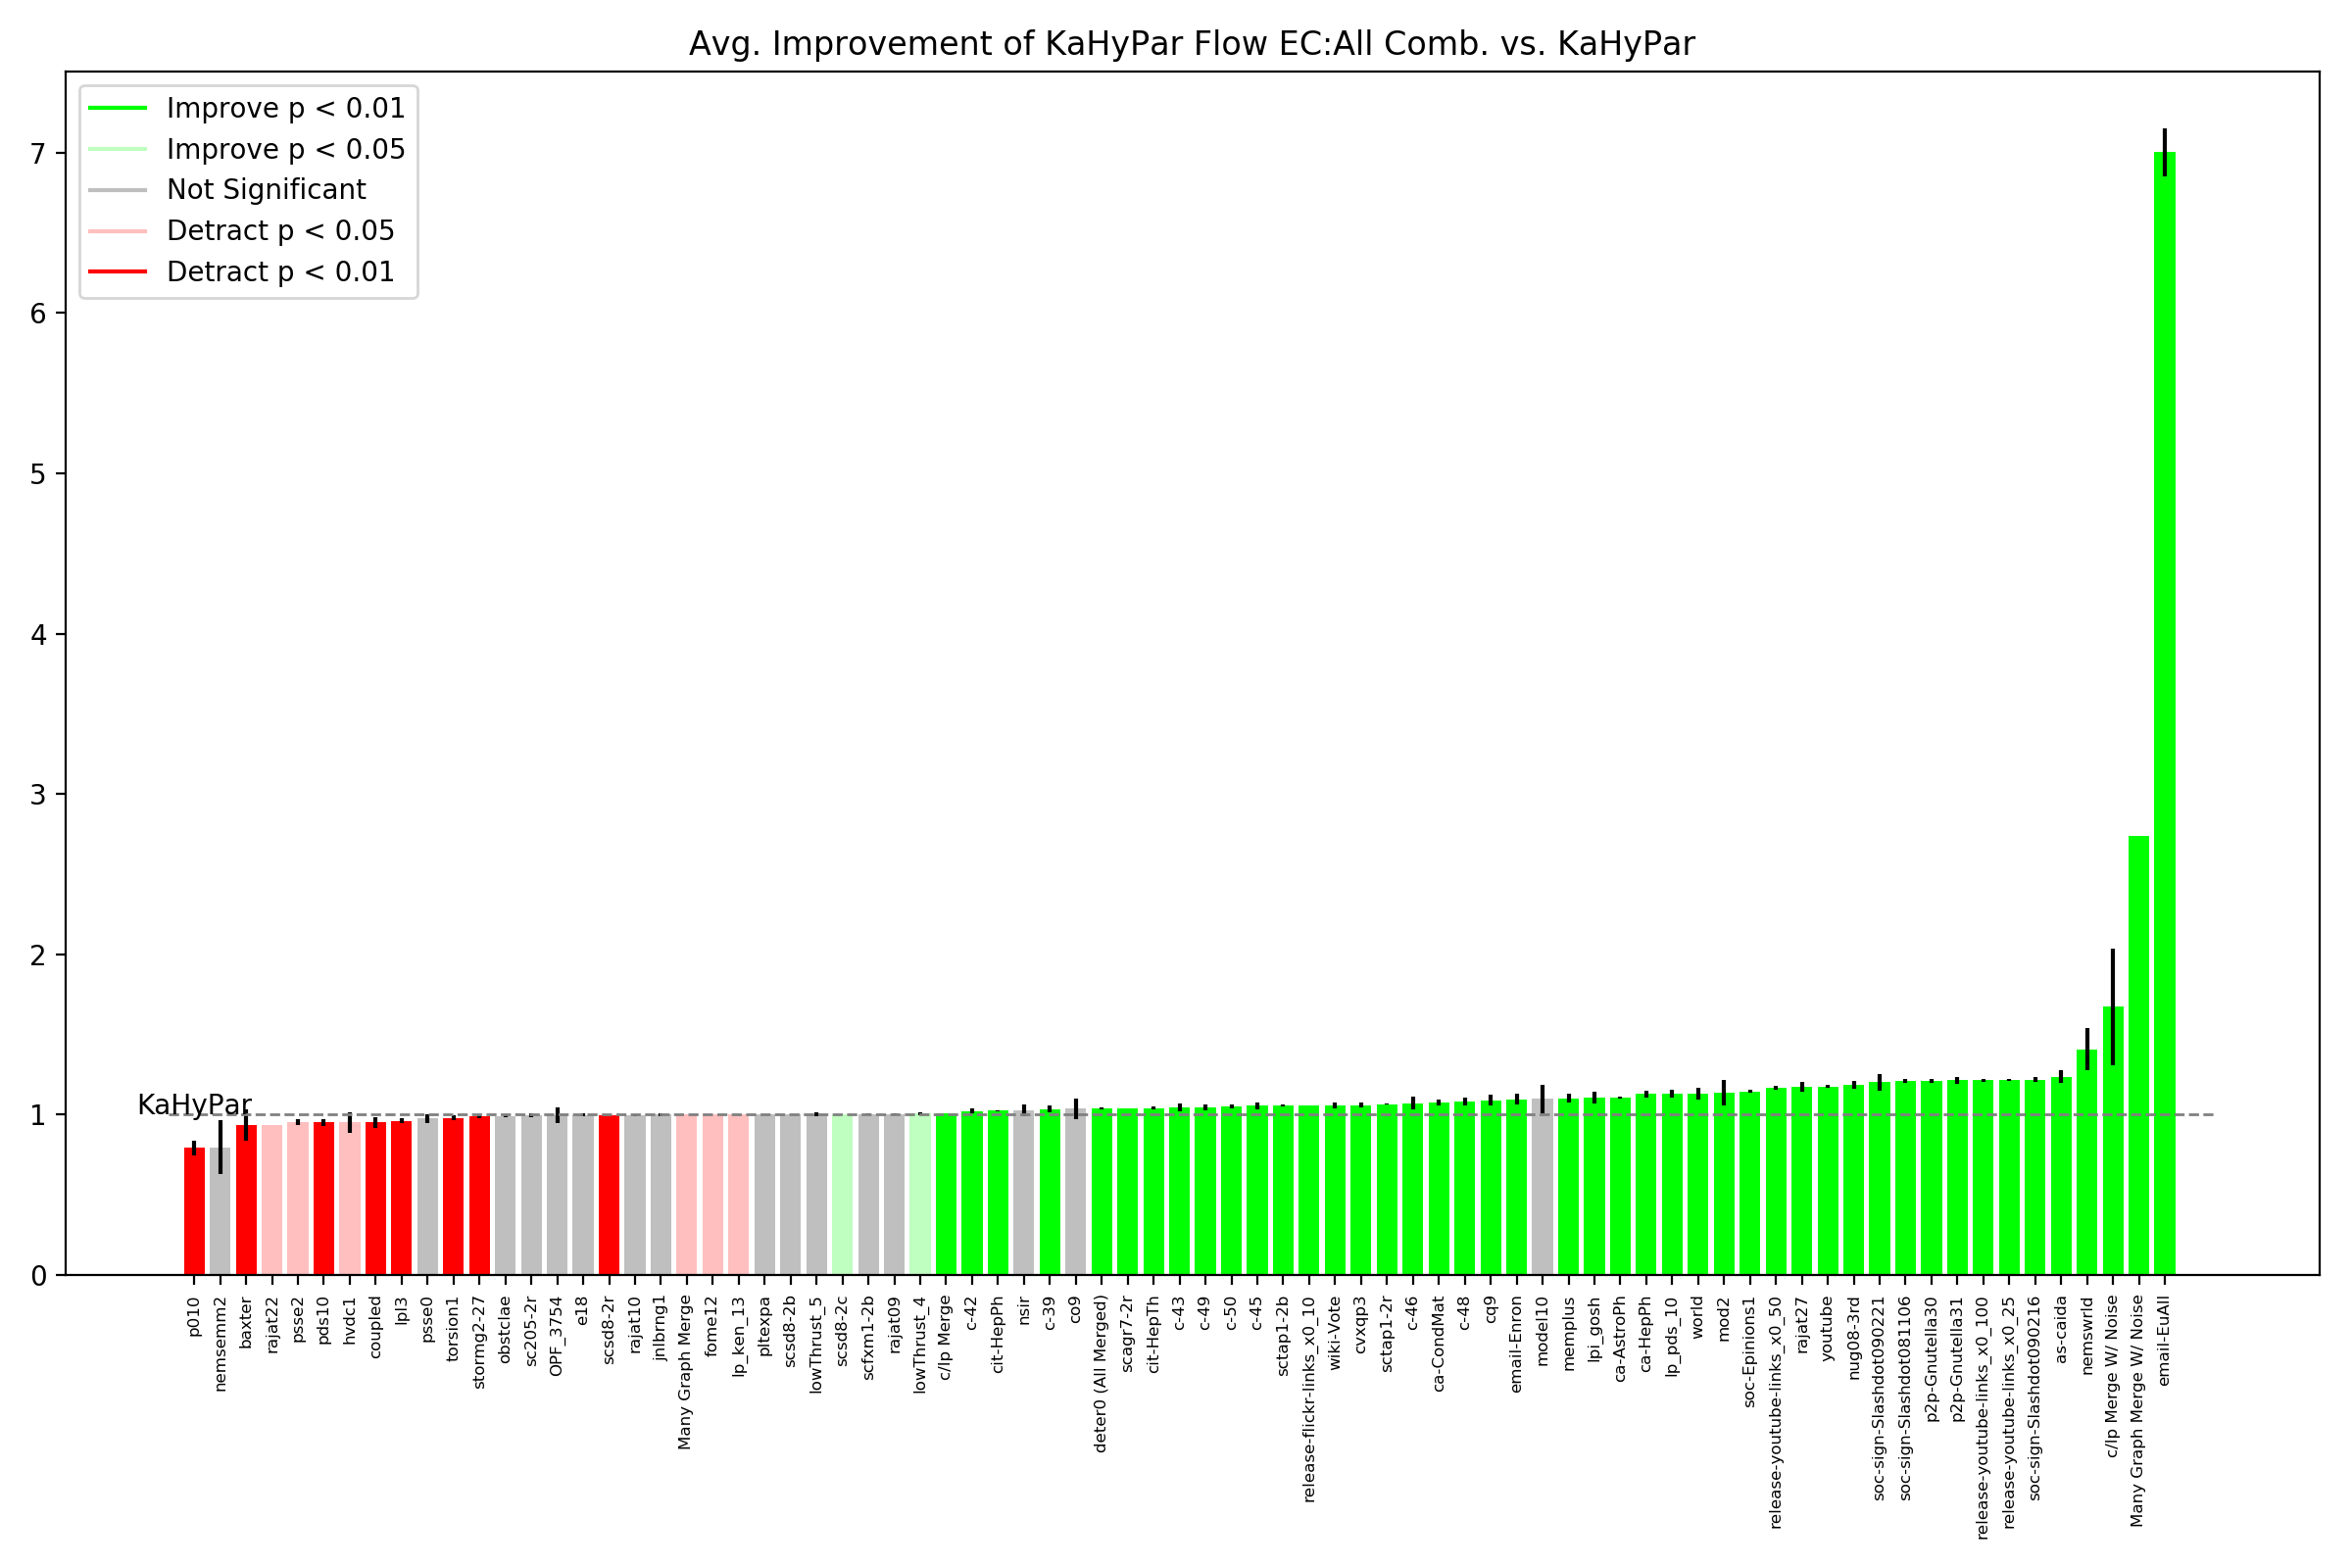 Avg. Improvement of KaHyPar Flow EC:All Comb. vs. KaHyPar
Improve p < 0.01
Improve p < 0.05
Not Significant
Detract p < 0.05
Detract p < 0.01
7
6
5
4
3
2
1
0
KaHyPar
p010
nemsemm2
baxter
rajat22
psse2
pds10
hvdc1
coupled
lpl3
psse0
torsion1
stormg2-27
obstclae
sc205-2r
OPF_3754
e18
scsd8-2r
rajat10
jnlbrng1
Many Graph Merge
fome12
lp_ken_13
pltexpa
scsd8-2b
lowThrust_5
scsd8-2c
scfxm1-2b
rajat09
lowThrust_4
c/lp Merge
c-42
cit-HepPh
nsir
c-39
co9
deter0 (All Merged)
scagr7-2r
cit-HepTh
c-43
c-49
c-50
c-45
sctap1-2b
release-flickr-links_x0_10
wiki-Vote
cvxqp3
sctap1-2r
c-46
ca-CondMat
c-48
cq9
email-Enron
model10
memplus
lpi_gosh
ca-AstroPh
ca-HepPh
lp_pds_10
world
mod2
soc-Epinions1
release-youtube-links_x0_50
rajat27
youtube
nug08-3rd
soc-sign-Slashdot090221
soc-sign-Slashdot081106
p2p-Gnutella30
p2p-Gnutella31
release-youtube-links_x0_100
release-youtube-links_x0_25
soc-sign-Slashdot090216
as-caida
nemswrld
c/lp Merge W/ Noise
Many Graph Merge W/ Noise
email-EuAll